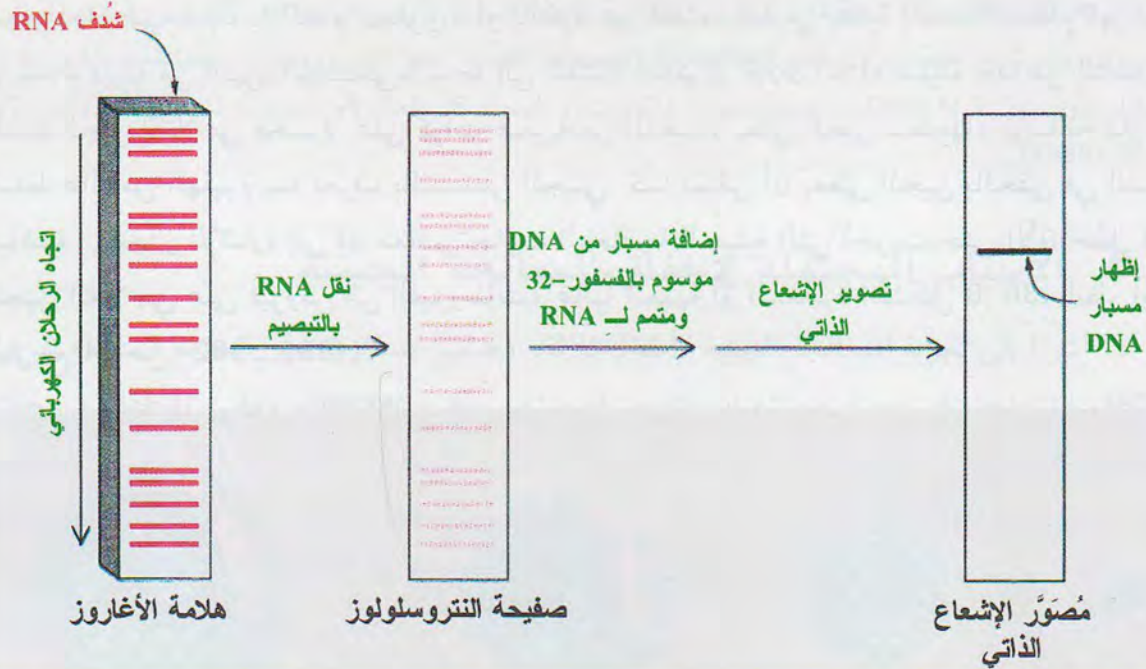 شُدف RNA
اتجاه الرحلان الكهربائي
نقل RNA
بالتبصيم
إضافة مسبار من DNA
موسوم بالفسفور-32
ومتمم لـ RNA
تصوير الإشعاع
الذاتي
إظهار
مسبار
DNA
هلامة الأغاروز
صفيحة النتروسلولوز
مُصَوَّر الإشعاع
الذاتي